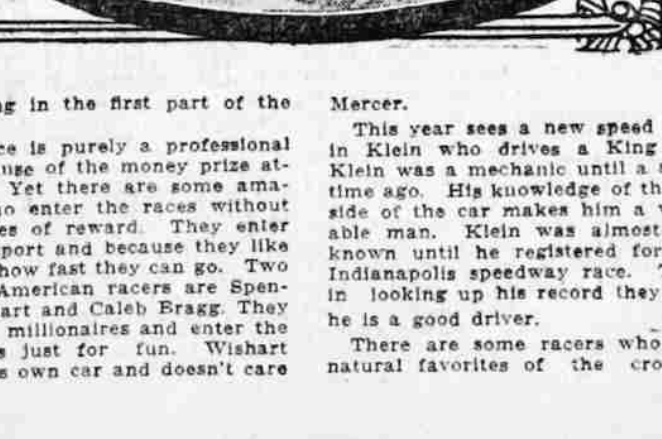 g in the first part of the
ce is purely a professional
use of the money prize at-
Yet there are some ama-
o enter the races without
es of reward. They enter
port and because they like
how fast they can go. Two
American racers are Spen-
art and Caleb Bragg. They
millionaires and enter the
s just for fun. Wishart
s own car and doesn't care
Mercer.
This year sees a new speed
in Klein who drives a King
Klein was a mechanic until a
time ago. His knowledge of th
side of the car makes him a
able man. Klein was almost
known until he registered for
Indianapolis speedway race.
in looking up his record they
he is a good driver.
There are some racers who
natural favorites of the cro